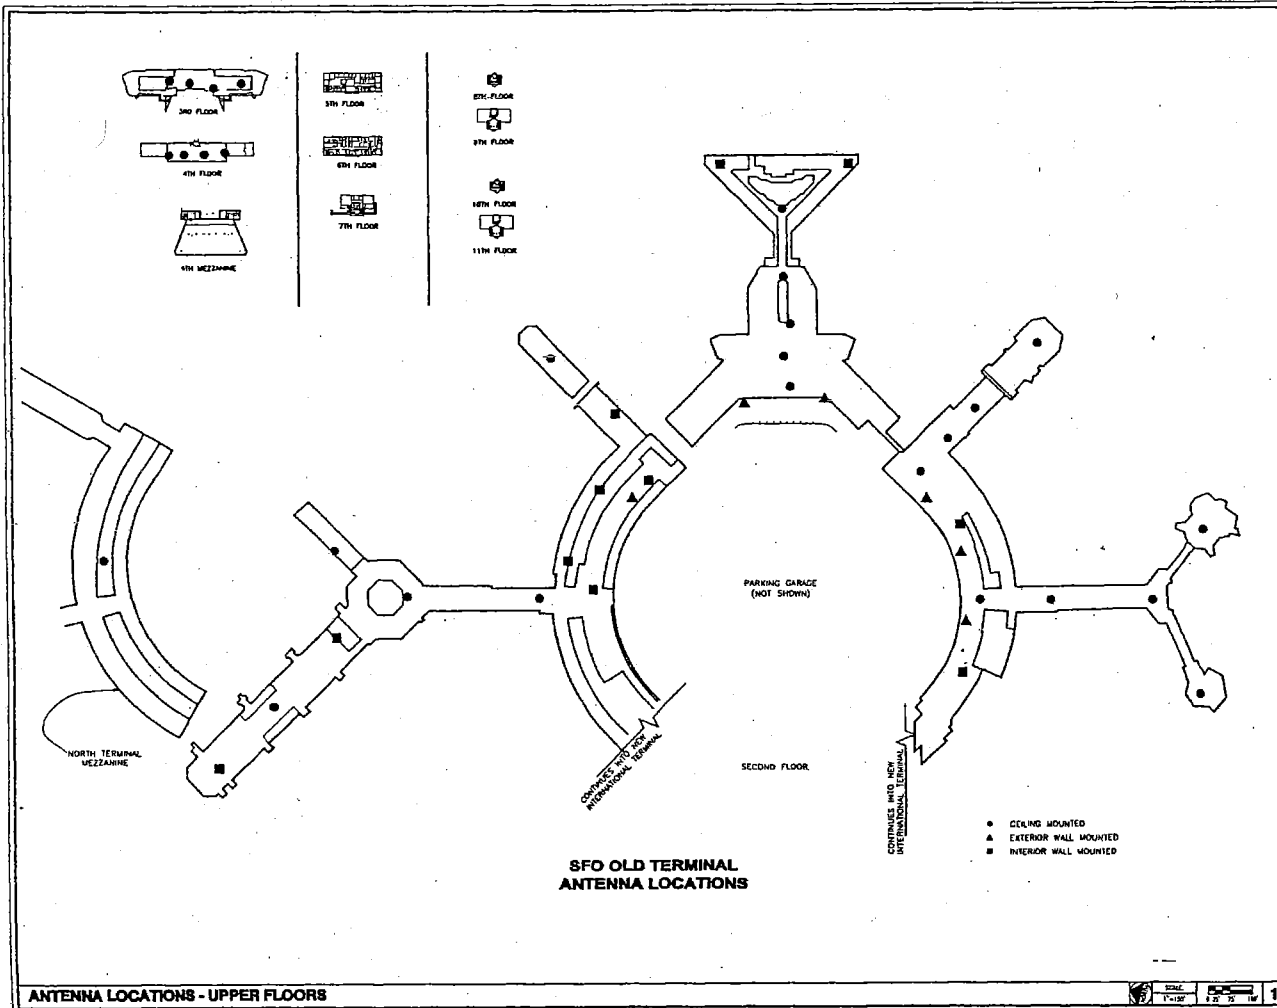 3RD FLOOR
4TH FLOOR
4TH MEZZANINE
5TH FLOOR
6TH FLOOR
7TH FLOOR
8TH FLOOR
9TH FLOOR
10TH FLOOR
11TH FLOOR
PARKING GARAGE
(NOT SHOWN)
NORTH TERMINAL
MEZZANINE
CONTINUES INTO NEW
INTERNATIONAL TERMINAL
SECOND FLOOR
CONTINUES INTO NEW
INTERNATIONAL TERMINAL
CEILING MOUNTED
EXTERIOR WALL MOUNTED
INTERIOR WALL MOUNTED
SFO OLD TERMINAL
ANTENNA LOCATIONS
ANTENNA LOCATIONS - UPPER FLOORS
SCALE
1"=150'
1